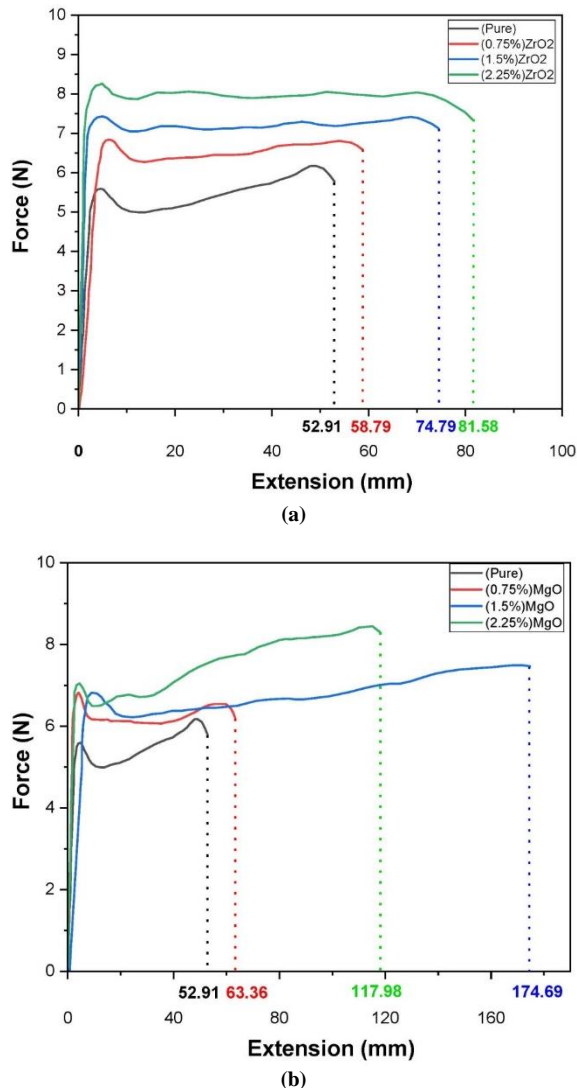 10
9
8
7
6
5
4
3
2
1
0
Force (N)
(Pure)
(0.75%)ZrO2
(1.5%)ZrO2
(2.25%)ZrO2
52.91 58.79 74.79 81.58
0 20 40 60 80 100
Extension (mm)
(a)
10
8
6
4
2
0
Force (N)
(Pure)
(0.75%)MgO
(1.5%)MgO
(2.25%)MgO
52.91 63.36 117.98 174.69
0 40 80 120 160
Extension (mm)
(b)